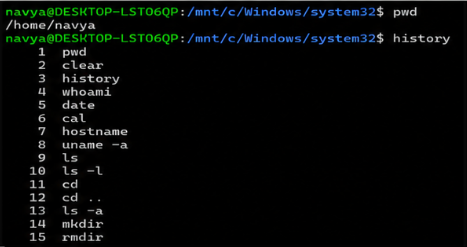 navya@DESKTOP-LST06QP:/mnt/c/Windows/system32$ pwd
/home/navya
navya@DESKTOP-LST06QP:/mnt/c/Windows/system32$ history
1 pwd
2 clear
3 history
4 whoami
5 date
6 cal
7 hostname
8 uname -a
9 ls
10 ls -l
11 cd
12 cd ..
13 ls -a
14 mkdir
15 rmdir